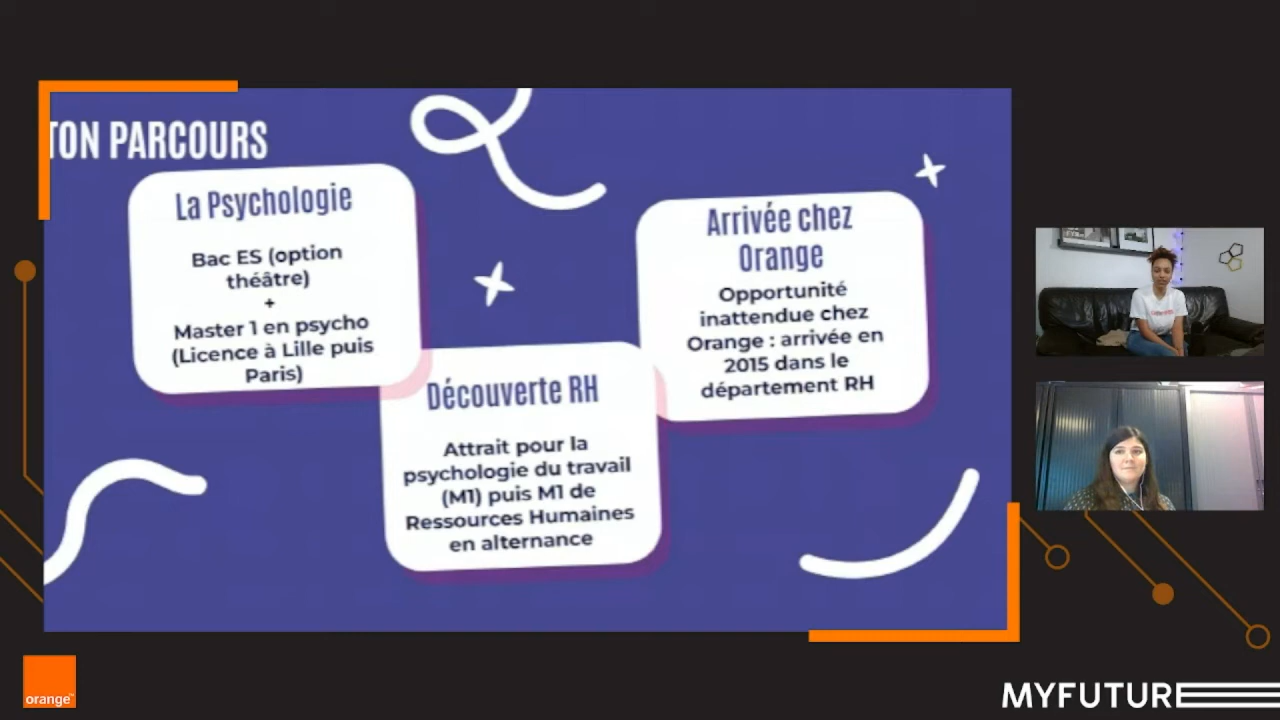 TON PARCOURS
La Psychologie
Bac ES (option
théâtre)
+
Master 1 en psycho
(Licence à Lille puis
Paris)
Découverte RH
Attrait pour la
psychologie du travail
(M1) puis M1 de
Ressources Humaines
en alternance
Arrivée chez
Orange
Opportunité
inattendue chez
Orange : arrivée en
2015 dans le
département RH
orange™
MYFUTURE